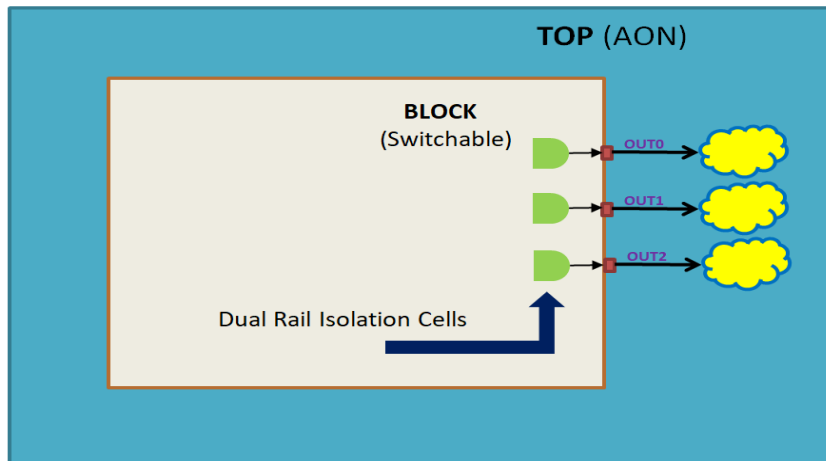 TOP (AON)
BLOCK
(Switchable)
OUT0
OUT1
OUT2
Dual Rail Isolation Cells